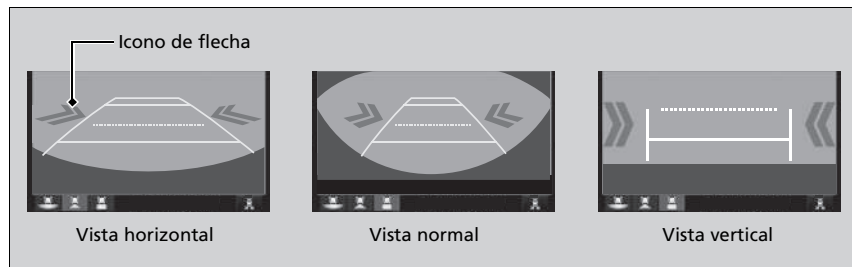 Icono de flecha
Vista horizontal
Vista normal
Vista vertical